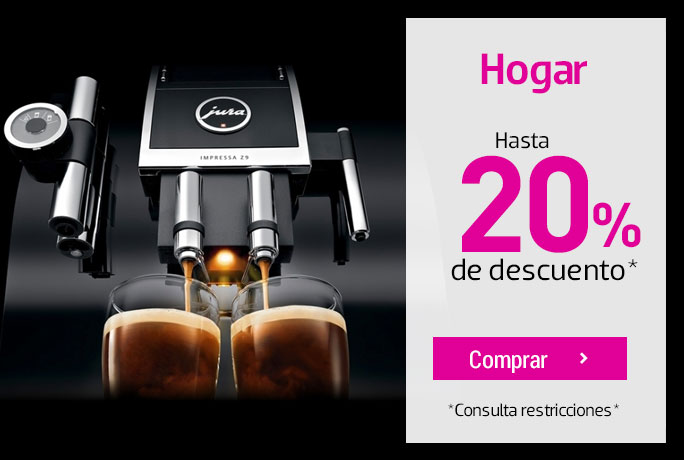 jura
IMPRESSA Z9
Hogar
Hasta
20%
de descuento*
Comprar >
*Consulta restricciones*